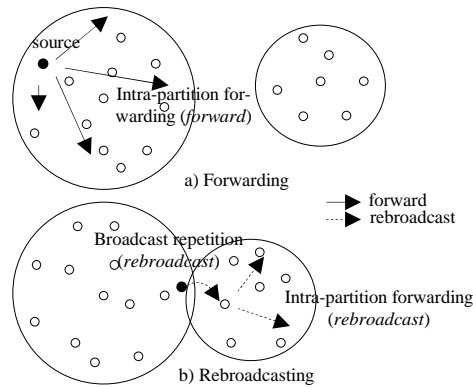 source
Intra-partition for-
warding (forward)
a) Forwarding
forward
rebroadcast
Broadcast repetition
(rebroadcast)
Intra-partition forwarding
(rebroadcast)
b) Rebroadcasting